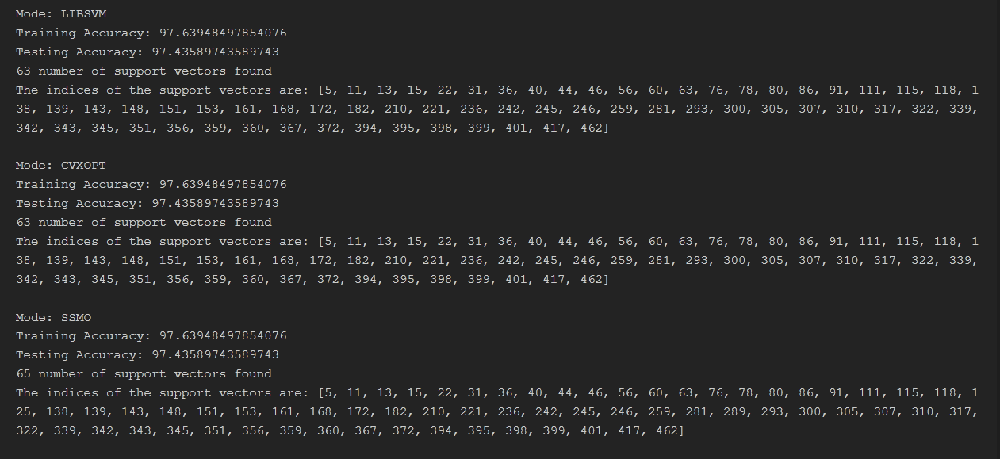 Mode: LIBSVM
Training Accuracy: 97.63948497854076
Testing Accuracy: 97.43589743589743
63 number of support vectors found
The indices of the support vectors are: [5, 11, 13, 15, 22, 31, 36, 40, 44, 46, 56, 60, 63, 76, 78, 80, 86, 91, 111, 115, 118, 1
38, 139, 143, 148, 151, 153, 161, 168, 172, 182, 210, 221, 236, 242, 245, 246, 259, 281, 293, 300, 305, 307, 310, 317, 322, 339,
342, 343, 345, 351, 356, 359, 360, 367, 372, 394, 395, 398, 399, 401, 417, 462]
Mode: CVXOPT
Training Accuracy: 97.63948497854076
Testing Accuracy: 97.43589743589743
63 number of support vectors found
The indices of the support vectors are: [5, 11, 13, 15, 22, 31, 36, 40, 44, 46, 56, 60, 63, 76, 78, 80, 86, 91, 111, 115, 118, 1
38, 139, 143, 148, 151, 153, 161, 168, 172, 182, 210, 221, 236, 242, 245, 246, 259, 281, 293, 300, 305, 307, 310, 317, 322, 339,
342, 343, 345, 351, 356, 359, 360, 367, 372, 394, 395, 398, 399, 401, 417, 462]
Mode: SSMO
Training Accuracy: 97.63948497854076
Testing Accuracy: 97.43589743589743
65 number of support vectors found
The indices of the support vectors are: [5, 11, 13, 15, 22, 31, 36, 40, 44, 46, 56, 60, 63, 76, 78, 80, 86, 91, 111, 115, 118, 1
25, 138, 139, 143, 148, 151, 153, 161, 168, 172, 182, 210, 221, 236, 242, 245, 246, 259, 281, 289, 293, 300, 305, 307, 310, 317,
322, 339, 342, 343, 345, 351, 356, 359, 360, 367, 372, 394, 395, 398, 399, 401, 417, 462]